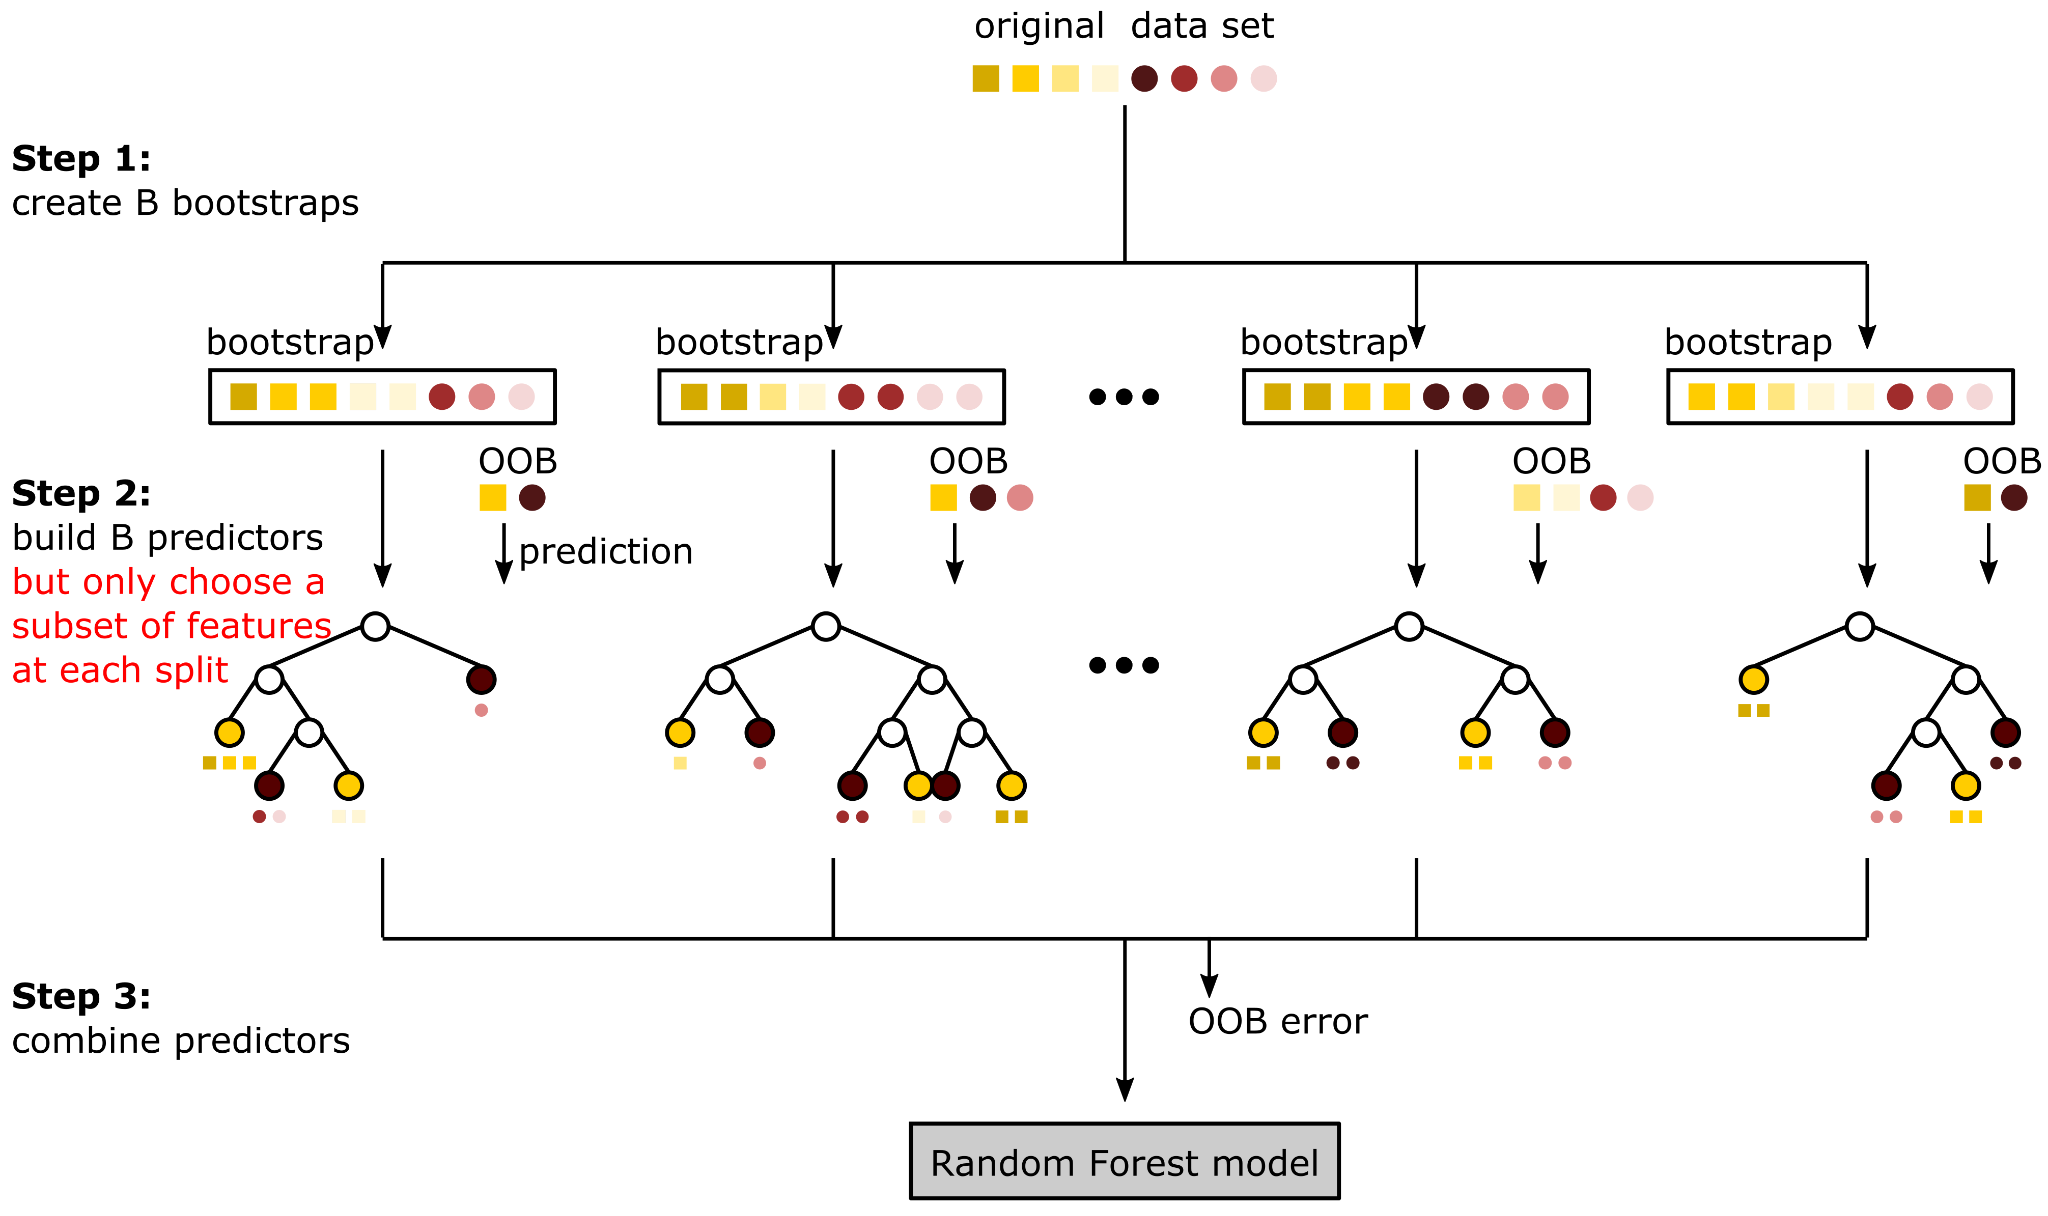 original data set
Step 1:
create B bootstraps
bootstrap
bootstrap
bootstrap
bootstrap
OOB
OOB
OOB
OOB
Step 2:
build B predictors
but only choose a
subset of features
at each split
prediction
Step 3:
combine predictors
OOB error
Random Forest model